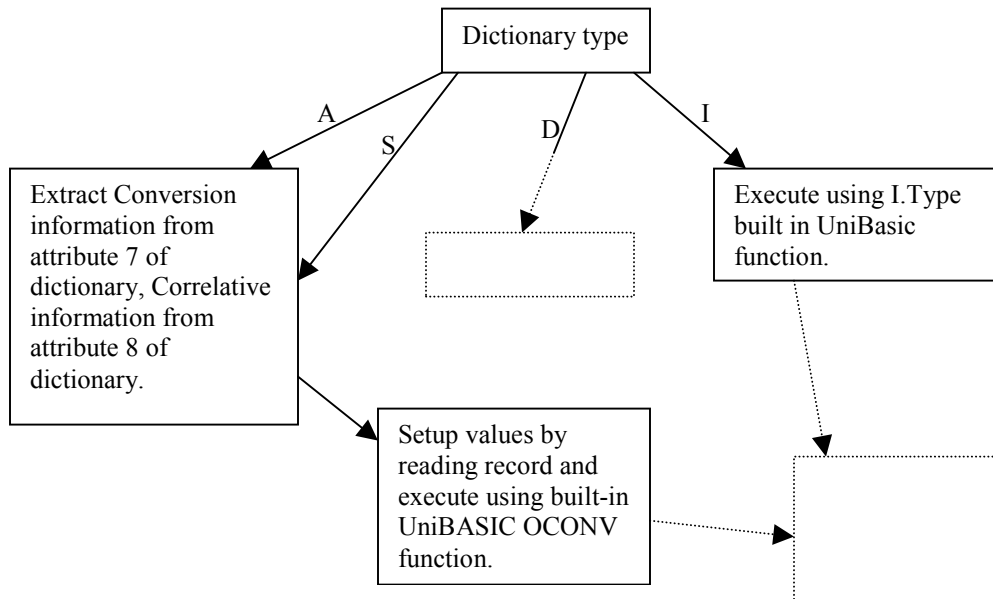 Dictionary type
A
S
D
I
Extract Conversion
information from
attribute 7 of
dictionary, Correlative
information from
attribute 8 of
dictionary.
Execute using I.Type
built in UniBasic
function.
Setup values by
reading record and
execute using built-in
UniBASIC OCONV
function.